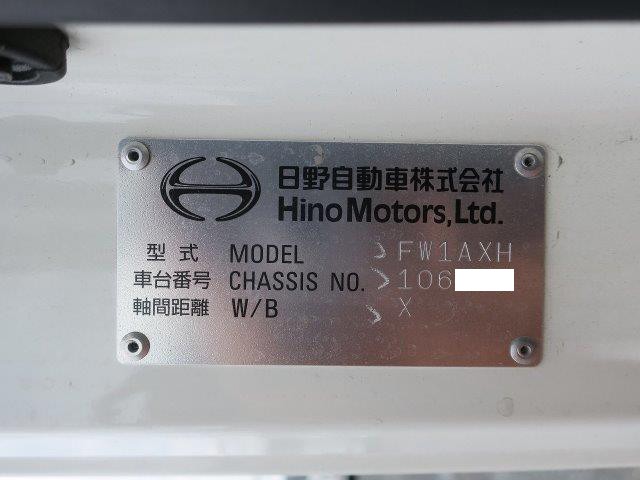 日野自動車株式会社
Hino Motors, Ltd.
型式 MODEL >FW1AXH
車台番号 CHASSIS NO. >106
軸間距離 W/B >X